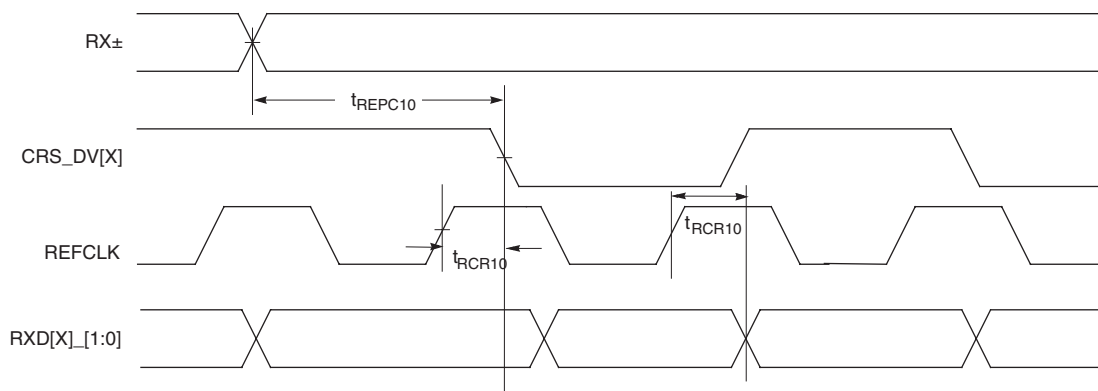 RX±
tREPC10
CRS_DV[X]
tRCR10
REFCLK
tRCR10
RXD[X]_[1:0]